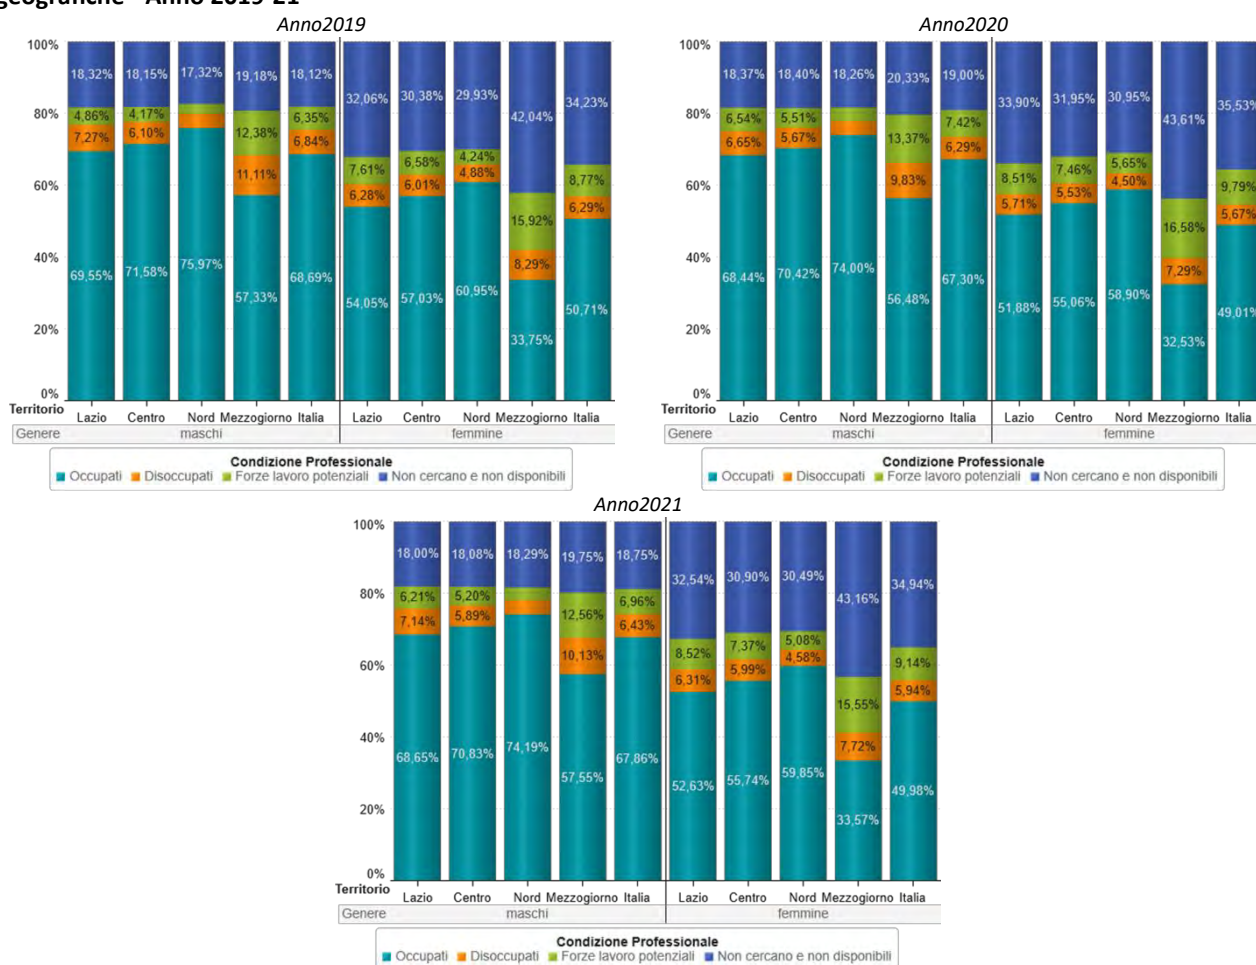 geografiche - Anno 2019-21
Anno2019
100%
80%
60%
40%
20%
0%
18,32% 18,15% 17,32% 19,18% 18,12% 32,06% 30,38% 29,93% 42,04% 34,23%
4,86% 4,17% 12,38% 6,35% 7,61% 6,58% 4,24% 15,92% 8,77%
7,27% 6,10% 11,11% 6,84% 6,28% 6,01% 4,88% 8,29% 6,29%
69,55% 71,58% 75,97% 57,33% 68,69% 54,05% 57,03% 60,95% 33,75% 50,71%
Territorio Lazio Centro Nord Mezzogiorno Italia Lazio Centro Nord Mezzogiorno Italia
Genere maschi femmine
Condizione Professionale
Occupati Disoccupati Forze lavoro potenziali Non cercano e non disponibili
Anno2020
100%
80%
60%
40%
20%
0%
18,37% 18,40% 18,26% 20,33% 19,00% 33,90% 31,95% 30,95% 43,61% 35,53%
6,54% 5,51% 13,37% 7,42% 8,51% 7,46% 5,65% 16,58% 9,79%
6,65% 5,67% 9,83% 6,29% 5,71% 5,53% 4,50% 7,29% 5,67%
68,44% 70,42% 74,00% 56,48% 67,30% 51,88% 55,06% 58,90% 32,53% 49,01%
Territorio Lazio Centro Nord Mezzogiorno Italia Lazio Centro Nord Mezzogiorno Italia
Genere maschi femmine
Condizione Professionale
Occupati Disoccupati Forze lavoro potenziali Non cercano e non disponibili
Anno2021
100%
80%
60%
40%
20%
0%
18,00% 18,08% 18,29% 19,75% 18,75% 32,54% 30,90% 30,49% 43,16% 34,94%
6,21% 5,20% 12,56% 6,96% 8,52% 7,37% 5,08% 15,55% 9,14%
7,14% 5,89% 10,13% 6,43% 6,31% 5,99% 4,58% 7,72% 5,94%
68,65% 70,83% 74,19% 57,55% 67,86% 52,63% 55,74% 59,85% 33,57% 49,98%
Territorio Lazio Centro Nord Mezzogiorno Italia Lazio Centro Nord Mezzogiorno Italia
Genere maschi femmine
Condizione Professionale
Occupati Disoccupati Forze lavoro potenziali Non cercano e non disponibili